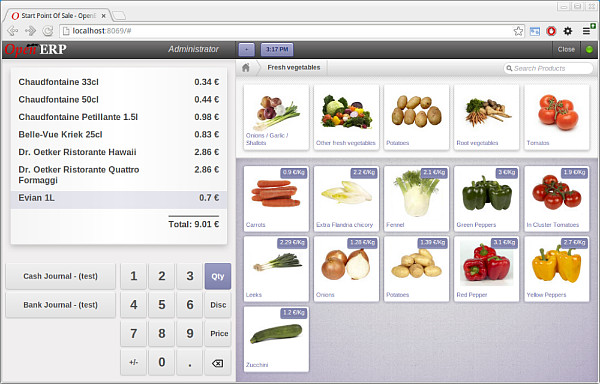 Start Point Of Sale - OpenE
localhost:8069/#
OpenERP
Administrator
3:17 PM
Close
Fresh vegetables
Search Products
Chaudfontaine 33cl 0.34 €
Chaudfontaine 50cl 0.44 €
Chaudfontaine Petillante 1.5l 0.98 €
Belle-Vue Kriek 25cl 0.83 €
Dr. Oetker Ristorante Hawaii 2.86 €
Dr. Oetker Ristorante Quattro 2.86 €
Formaggi
Evian 1L 0.7 €
Total: 9.01 €
Cash Journal - (test)
Bank Journal - (test)
1 2 3 Qty
4 5 6 Disc
7 8 9 Price
+/- 0 .
Onions / Garlic /
Shallots
Other fresh vegetables
Potatoes
Root vegetables
Tomatos
0.9 €/Kg
Carrots
2.2 €/Kg
Extra Flandria chicory
2.1 €/Kg
Fennel
3 €/Kg
Green Peppers
1.9 €/Kg
In Cluster Tomatoes
2.29 €/Kg
Leeks
1.28 €/Kg
Onions
1.39 €/Kg
Potatoes
3.1 €/Kg
Red Pepper
2.7 €/Kg
Yellow Peppers
1.2 €/Kg
Zucchini